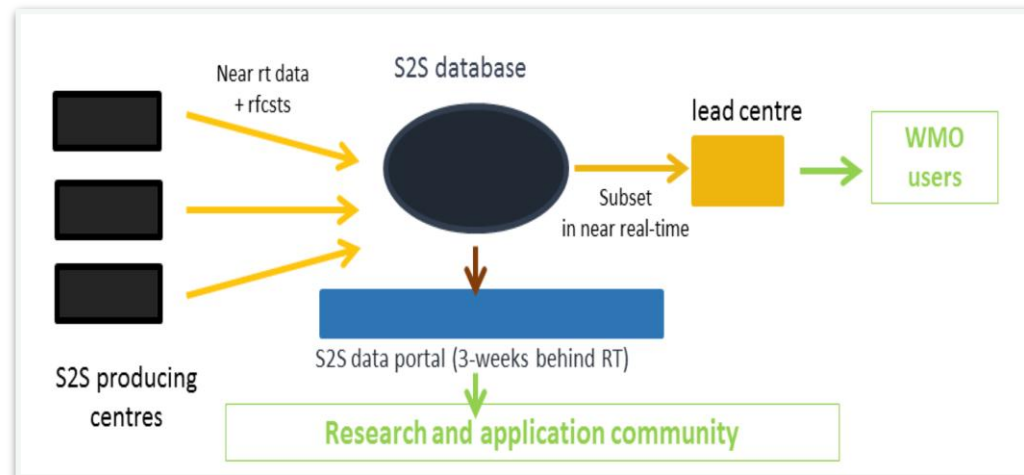 Near rt data
+ rfcsts
S2S database
lead centre
WMO
users
Subset
in near real-time
S2S data portal (3-weeks behind RT)
S2S producing
centres
Research and application community